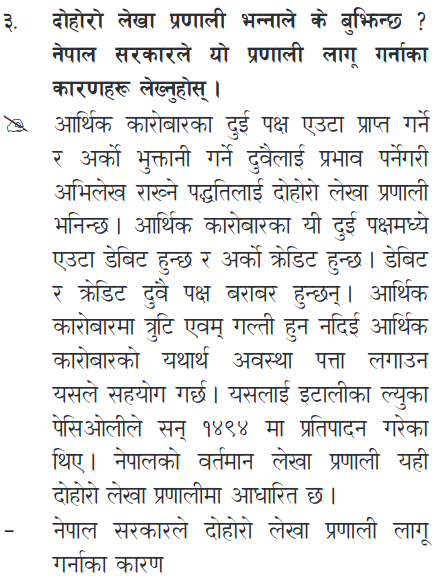 ३. दोहोरो लेखा प्रणाली भन्नाले के बुझिन्छ ?
नेपाल सरकारले यो प्रणाली लागू गर्नाका
कारणहरू लेख्नुहोस् ।
आर्थिक कारोबारका दुई पक्ष एउटा प्राप्त गर्ने
र अर्को भुक्तानी गर्ने दुवैलाई प्रभाव पर्नेगरी
अभिलेख राख्ने पद्धतिलाई दोहोरो लेखा प्रणाली
भनिन्छ । आर्थिक कारोबारका यी दुई पक्षमध्ये
एउटा डेबिट हुन्छ र अर्को क्रेडिट हुन्छ । डेबिट
र क्रेडिट दुवै पक्ष बराबर हुन्छन् । आर्थिक
कारोबारमा त्रुटि एवम् गल्ती हुन नदिई आर्थिक
कारोबारको यथार्थ अवस्था पत्ता लगाउन
यसले सहयोग गर्छ । यसलाई इटालीका ल्युका
पेसिओलीले सन् १४९४ मा प्रतिपादन गरेका
थिए । नेपालको वर्तमान लेखा प्रणाली यही
दोहोरो लेखा प्रणालीमा आधारित छ ।
– नेपाल सरकारले दोहोरो लेखा प्रणाली लागू
गर्नाका कारण